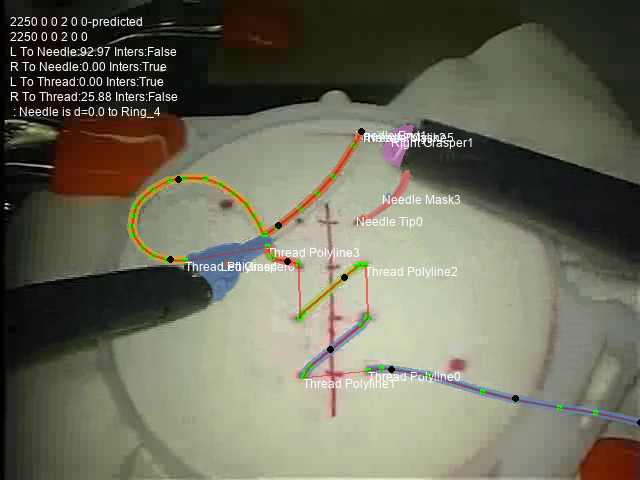 2250 0 0 2 0 0-predicted
2250 0 0 2 0 0
L To Needle:92.97 Inters:False
R To Needle:0.00 Inters:True
L To Thread:0.00 Inters:True
R To Thread:25.88 Inters:False
: Needle is d=0.0 to Ring_4
Right Grasper1
Needle Mask3
Needle Tip0
Thread Polyline3
Thread Polyline2
Thread Polyline0
Thread Polyline1